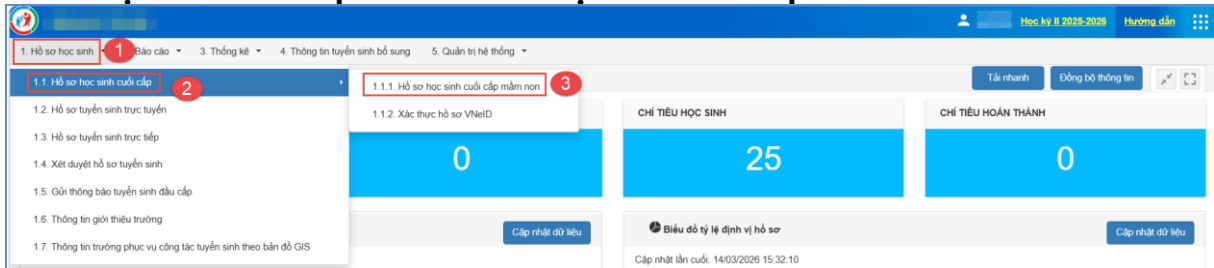 Học kỳ II 2025-2026 Hướng dẫn
1. Hồ sơ học sinh 1 Báo cáo 3. Thống kê 4. Thông tin tuyển sinh bổ sung 5. Quản trị hệ thống
1.1. Hồ sơ học sinh cuối cấp 2
1.1.1. Hồ sơ học sinh cuối cấp mầm non 3
Tải nhanh Đồng bộ thông tin
1.2. Hồ sơ tuyển sinh trực tuyến
1.1.2. Xác thực hồ sơ VNeID
CHỈ TIÊU HỌC SINH
CHỈ TIÊU HOÀN THÀNH
1.3. Hồ sơ tuyển sinh trực tiếp
1.4. Xét duyệt hồ sơ tuyển sinh
0
25
0
1.5. Gửi thông báo tuyển sinh đầu cấp
1.6. Thông tin giới thiệu trường
Cập nhật dữ liệu
Biểu đồ tỷ lệ định vị hồ sơ
Cập nhật dữ liệu
1.7. Thông tin trường phục vụ công tác tuyển sinh theo bản đồ GIS
Cập nhật lần cuối: 14/03/2026 15:32:10